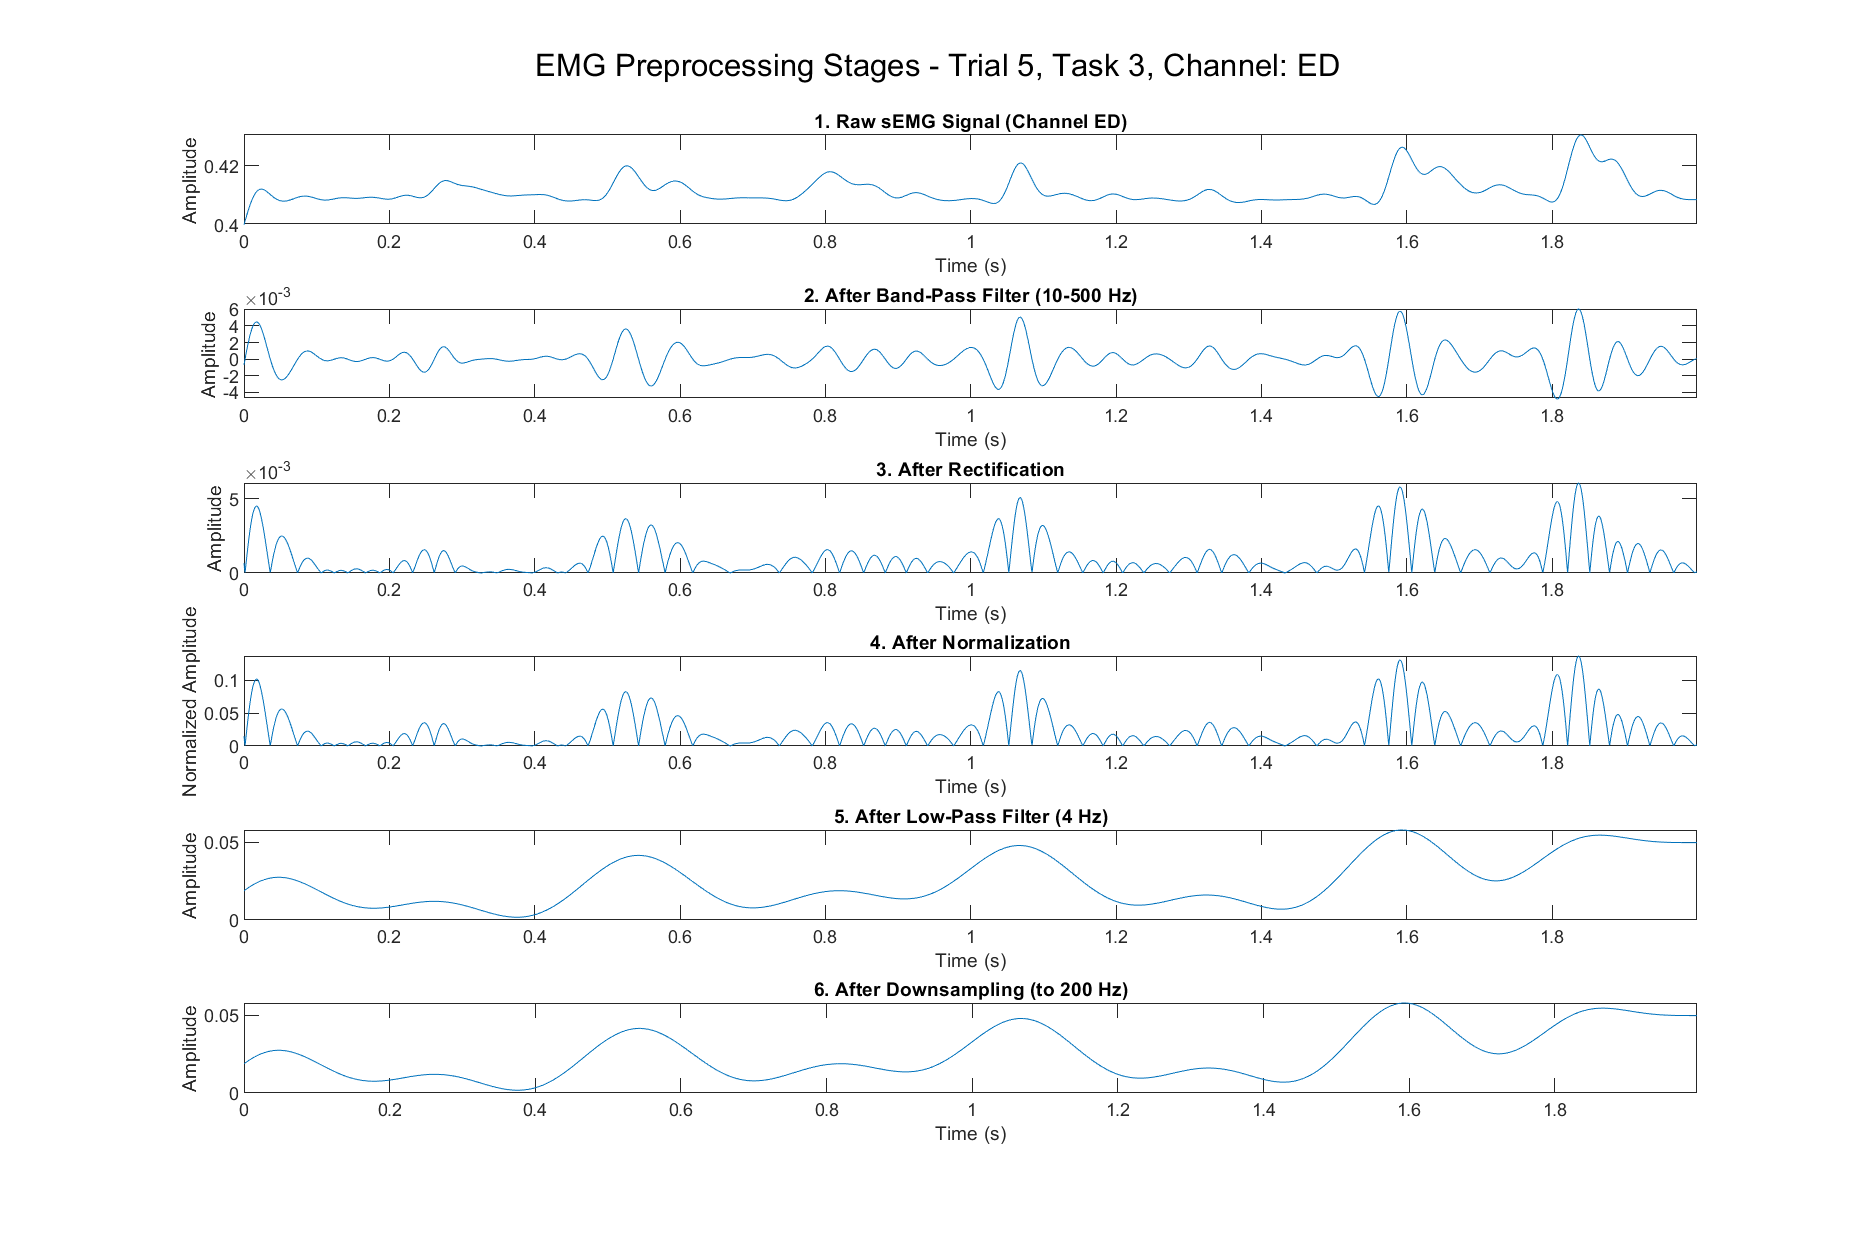 EMG Preprocessing Stages - Trial 5, Task 3, Channel: ED
1. Raw sEMG Signal (Channel ED)
Amplitude
0.42
0.4
0 0.2 0.4 0.6 0.8 1 1.2 1.4 1.6 1.8
Time (s)
×10-3
2. After Band-Pass Filter (10-500 Hz)
Amplitude
6
4
2
0
-2
-4
0 0.2 0.4 0.6 0.8 1 1.2 1.4 1.6 1.8
Time (s)
×10-3
3. After Rectification
Amplitude
5
0
0 0.2 0.4 0.6 0.8 1 1.2 1.4 1.6 1.8
Time (s)
4. After Normalization
Normalized Amplitude
0.1
0.05
0
0 0.2 0.4 0.6 0.8 1 1.2 1.4 1.6 1.8
Time (s)
5. After Low-Pass Filter (4 Hz)
Amplitude
0.05
0
0 0.2 0.4 0.6 0.8 1 1.2 1.4 1.6 1.8
Time (s)
6. After Downsampling (to 200 Hz)
Amplitude
0.05
0
0 0.2 0.4 0.6 0.8 1 1.2 1.4 1.6 1.8
Time (s)